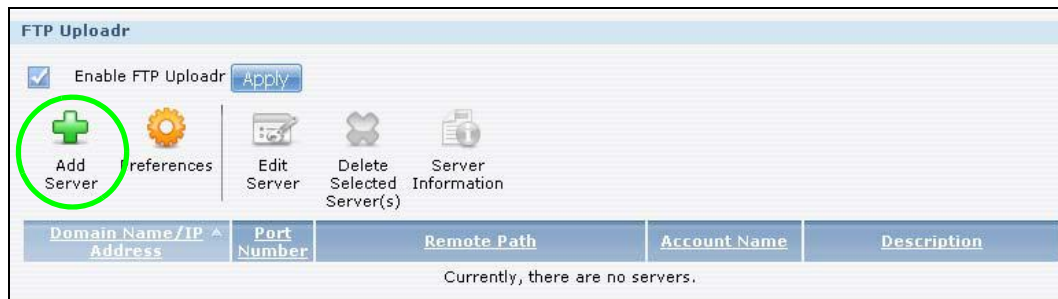 FTP Uploadr
Enable FTP Uploadr Apply
Add Server
Preferences
Edit Server
Delete Selected Server(s)
Server Information
Domain Name/IP Address
Port Number
Remote Path
Account Name
Description
Currently, there are no servers.